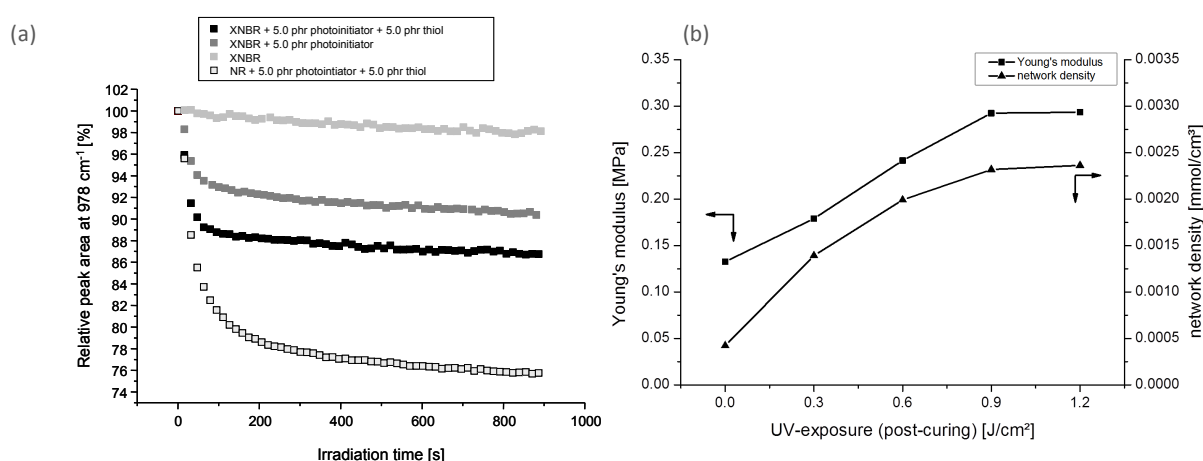 (a)
XNBR + 5.0 phr photoinitiator + 5.0 phr thiol
XNBR + 5.0 phr photoinitiator
XNBR
NR + 5.0 phr photointiator + 5.0 phr thiol
102
100
98
96
94
92
90
88
86
84
82
80
78
76
74
Relative peak area at 978 cm⁻¹ [%]
0 200 400 600 800 1000
Irradiation time [s]
(b)
Young's modulus
network density
0.35
0.30
0.25
0.20
0.15
0.10
0.05
0.00
Young's modulus [MPa]
0.0035
0.0030
0.0025
0.0020
0.0015
0.0010
0.0005
0.0000
network density [mmol/cm³]
0.0 0.3 0.6 0.9 1.2
UV-exposure (post-curing) [J/cm²]